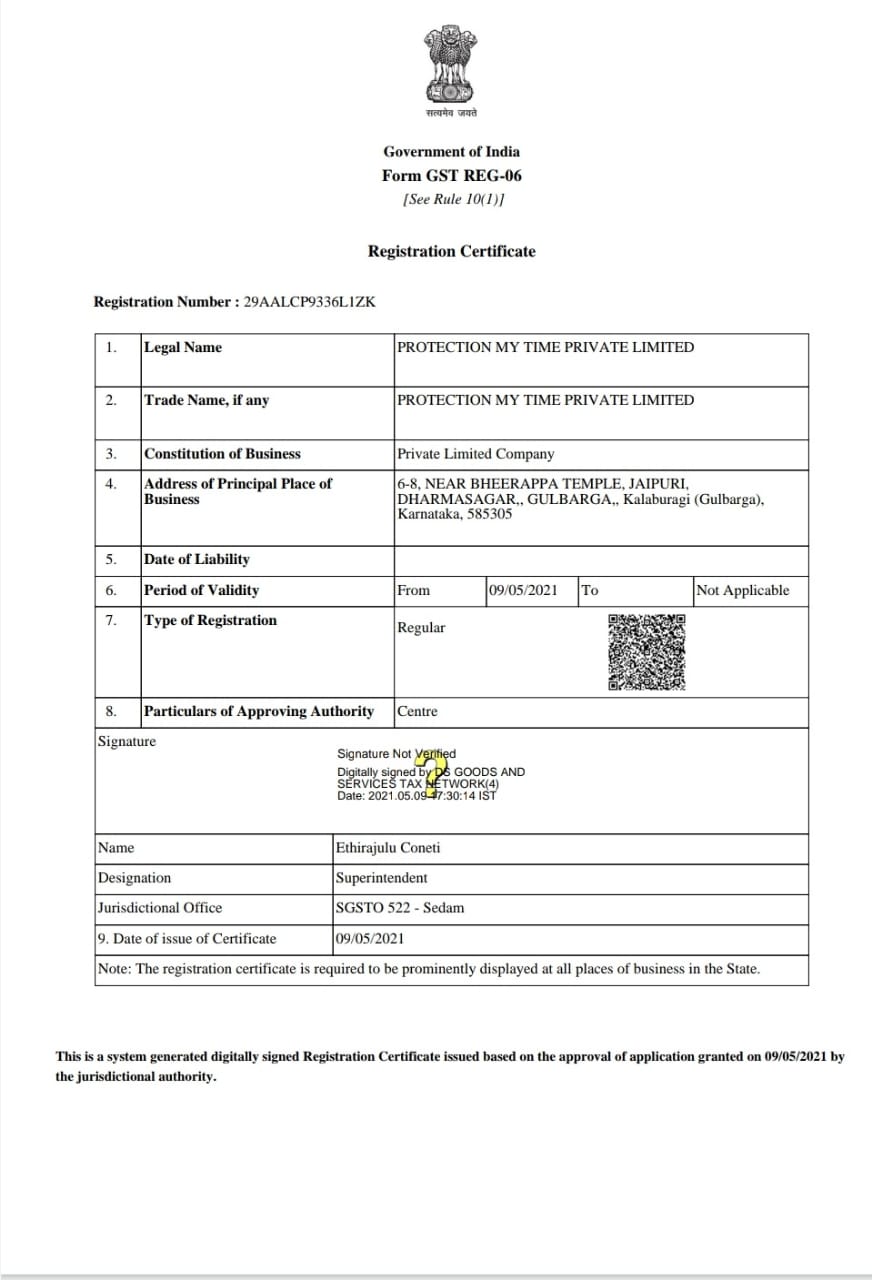 सत्यमेव जयते
Government of India
Form GST REG-06
[See Rule 10(1)]
Registration Certificate
Registration Number : 29AALCP9336L1ZK
1. Legal Name PROTECTION MY TIME PRIVATE LIMITED
2. Trade Name, if any PROTECTION MY TIME PRIVATE LIMITED
3. Constitution of Business Private Limited Company
4. Address of Principal Place of Business 6-8, NEAR BHEERAPPA TEMPLE, JAIPURI,
DHARMASAGAR,, GULBARGA,, Kalaburagi (Gulbarga),
Karnataka, 585305
5. Date of Liability
6. Period of Validity From 09/05/2021 To Not Applicable
7. Type of Registration Regular
8. Particulars of Approving Authority Centre
Signature
Signature Not Verified
Digitally signed by DS GOODS AND
SERVICES TAX NETWORK(4)
Date: 2021.05.09 17:30:14 IST
Name Ethirajulu Coneti
Designation Superintendent
Jurisdictional Office SGSTO 522 - Sedam
9. Date of issue of Certificate 09/05/2021
Note: The registration certificate is required to be prominently displayed at all places of business in the State.
This is a system generated digitally signed Registration Certificate issued based on the approval of application granted on 09/05/2021 by
the jurisdictional authority.